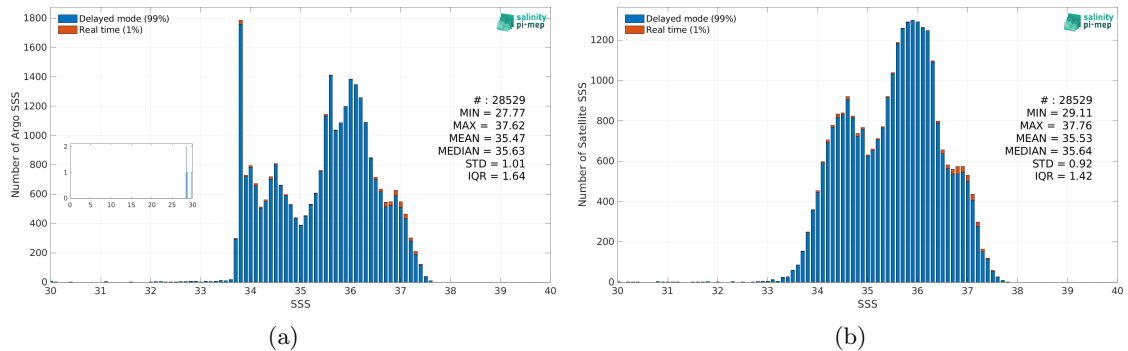 Delayed mode (99%)
Real time (1%)
salinity
pi-mep
Number of Argo SSS
1800
1600
1400
1200
1000
800
600
400
200
0
# : 28529
MIN = 27.77
MAX = 37.62
MEAN = 35.47
MEDIAN = 35.63
STD = 1.01
IQR = 1.64
2
1
0
0 5 10 15 20 25 30
30 31 32 33 34 35 36 37 38 39 40
SSS
(a)
Delayed mode (99%)
Real time (1%)
salinity
pi-mep
Number of Satellite SSS
1200
1000
800
600
400
200
0
# : 28529
MIN = 29.11
MAX = 37.76
MEAN = 35.53
MEDIAN = 35.64
STD = 0.92
IQR = 1.42
30 31 32 33 34 35 36 37 38 39 40
SSS
(b)